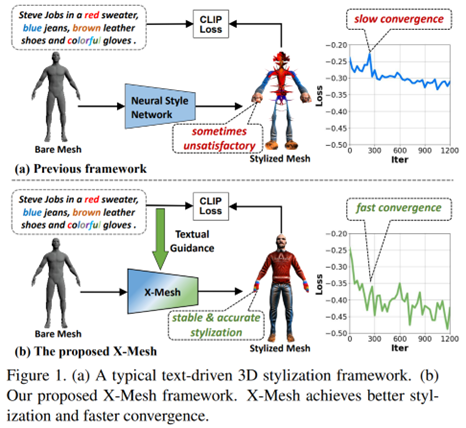 Steve Jobs in a red sweater,
blue jeans, brown leather
shoes and colorful gloves .
CLIP
Loss
slow convergence
Neural Style
Network
Bare Mesh
sometimes
unsatisfactory
Stylized Mesh
Loss
−0.20
−0.25
−0.30
−0.35
−0.40
−0.45
−0.50
0 300 600 900 1200
Iter
(a) Previous framework
Steve Jobs in a red sweater,
blue jeans, brown leather
shoes and colorful gloves .
CLIP
Loss
Textual
Guidance
fast convergence
X-Mesh
Bare Mesh
stable & accurate
stylization
Stylized Mesh
Loss
−0.20
−0.25
−0.30
−0.35
−0.40
−0.45
−0.50
0 300 600 900 1200
Iter
(b) The proposed X-Mesh
Figure 1. (a) A typical text-driven 3D stylization framework. (b)
Our proposed X-Mesh framework. X-Mesh achieves better styl-
ization and faster convergence.